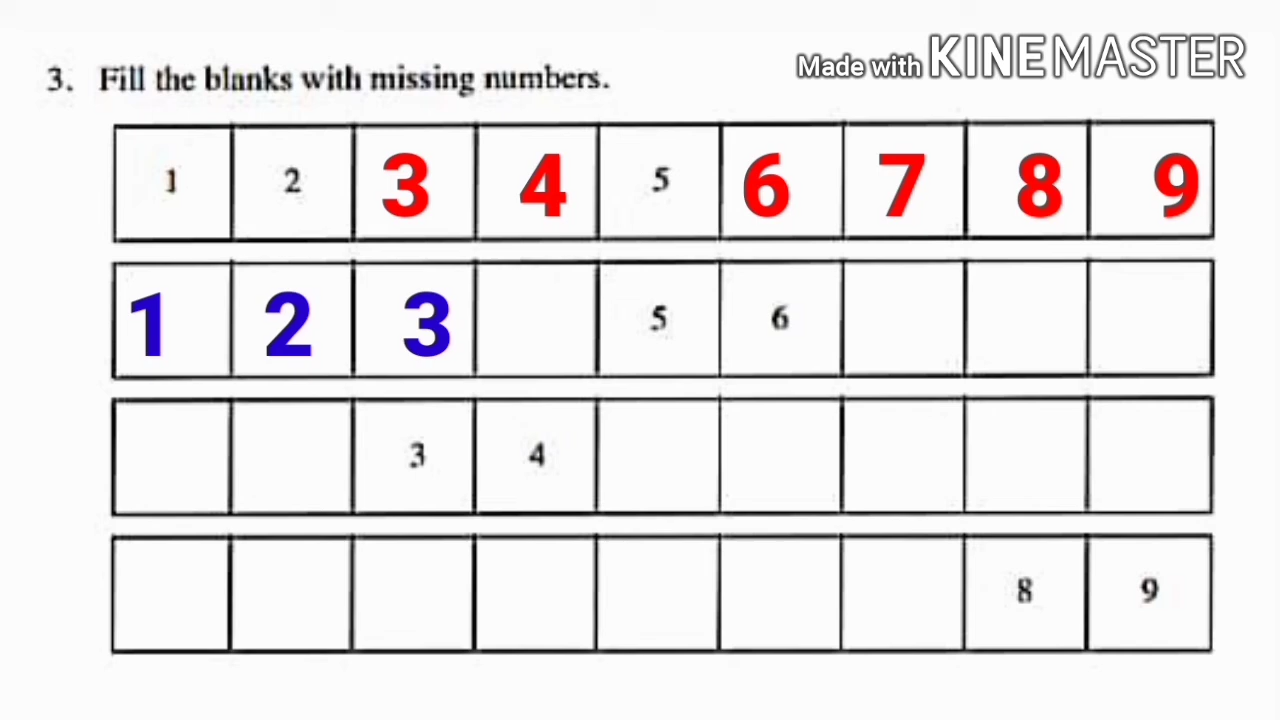 Made with KINEMASTER
3. Fill the blanks with missing numbers.
1 2 3 4 5 6 7 8 9
1 2 3 5 6
3 4
8 9